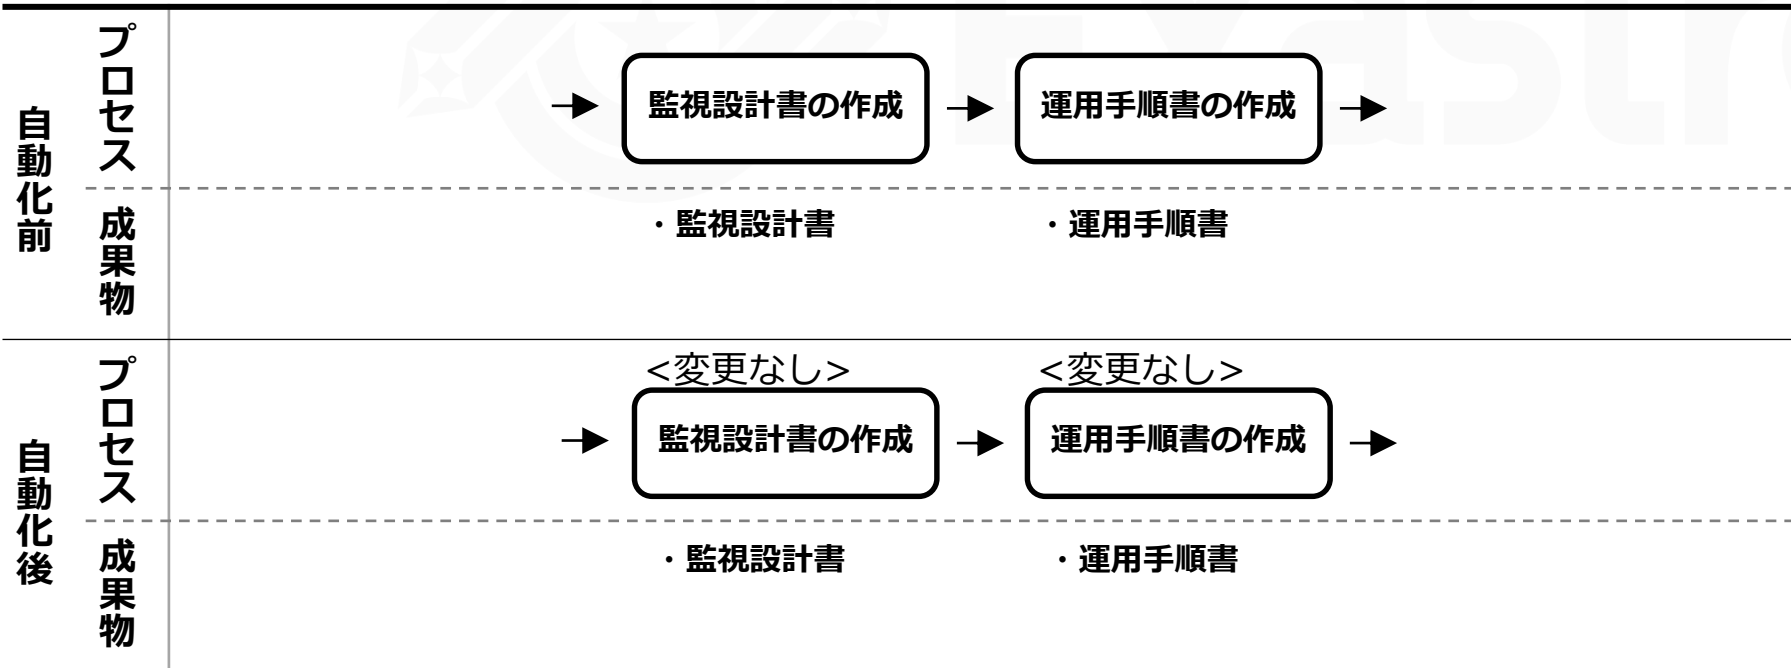 自動化前
プロセス
監視設計書の作成
運用手順書の作成
成果物
・監視設計書
・運用手順書
自動化後
プロセス
<変更なし>
<変更なし>
監視設計書の作成
運用手順書の作成
成果物
・監視設計書
・運用手順書